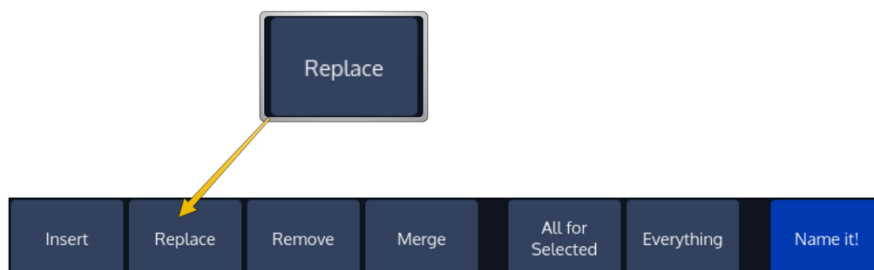 Replace
Insert
Replace
Remove
Merge
All for
Selected
Everything
Name it!